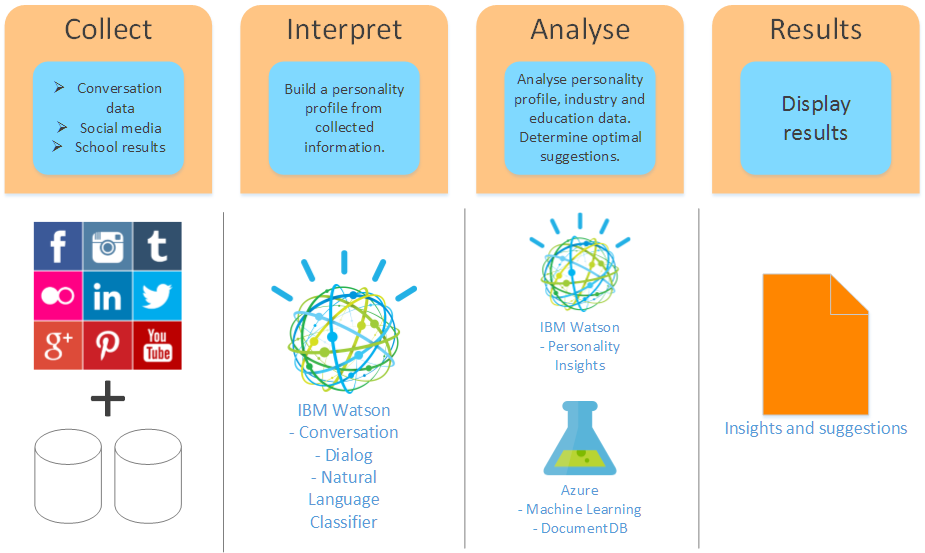 Collect
➢ Conversation
data
➢ Social media
➢ School results
Interpret
Build a personality
profile from
collected
information.
Analyse
Analyse personality
profile, industry and
education data.
Determine optimal
suggestions.
Results
Display
results
f
t
in
g+
You
Tube
IBM Watson
- Conversation
- Dialog
- Natural
Language
Classifier
IBM Watson
- Personality
Insights
Azure
- Machine Learning
- DocumentDB
Insights and suggestions